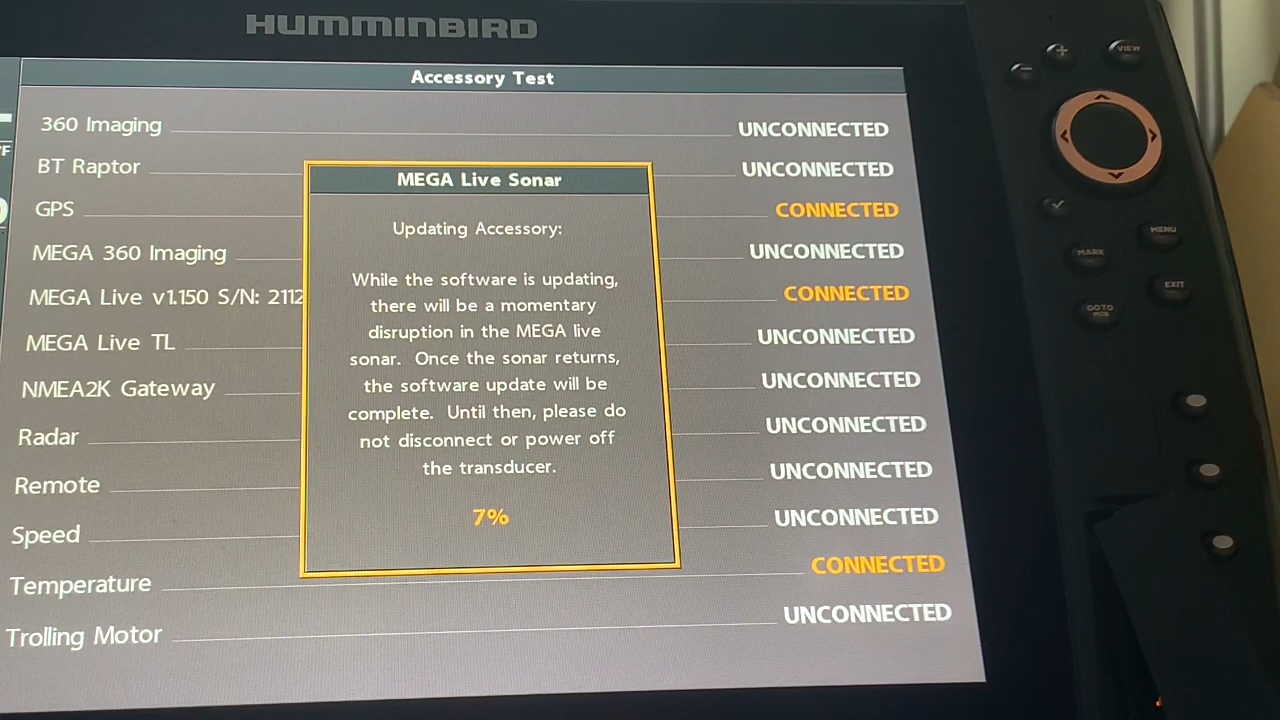 HUMMINBIRD
Accessory Test
360 Imaging UNCONNECTED
BT Raptor UNCONNECTED
GPS CONNECTED
MEGA 360 Imaging UNCONNECTED
MEGA Live v1.150 S/N: 2112 CONNECTED
MEGA Live TL UNCONNECTED
NMEA2K Gateway UNCONNECTED
Radar UNCONNECTED
Remote UNCONNECTED
Speed UNCONNECTED
Temperature CONNECTED
Trolling Motor UNCONNECTED
MEGA Live Sonar
Updating Accessory:
While the software is updating,
there will be a momentary
disruption in the MEGA live
sonar. Once the sonar returns,
the software update will be
complete. Until then, please do
not disconnect or power off
the transducer.
7%
+
-
VIEW
MENU
MARK
EXIT
GOTO
MOB